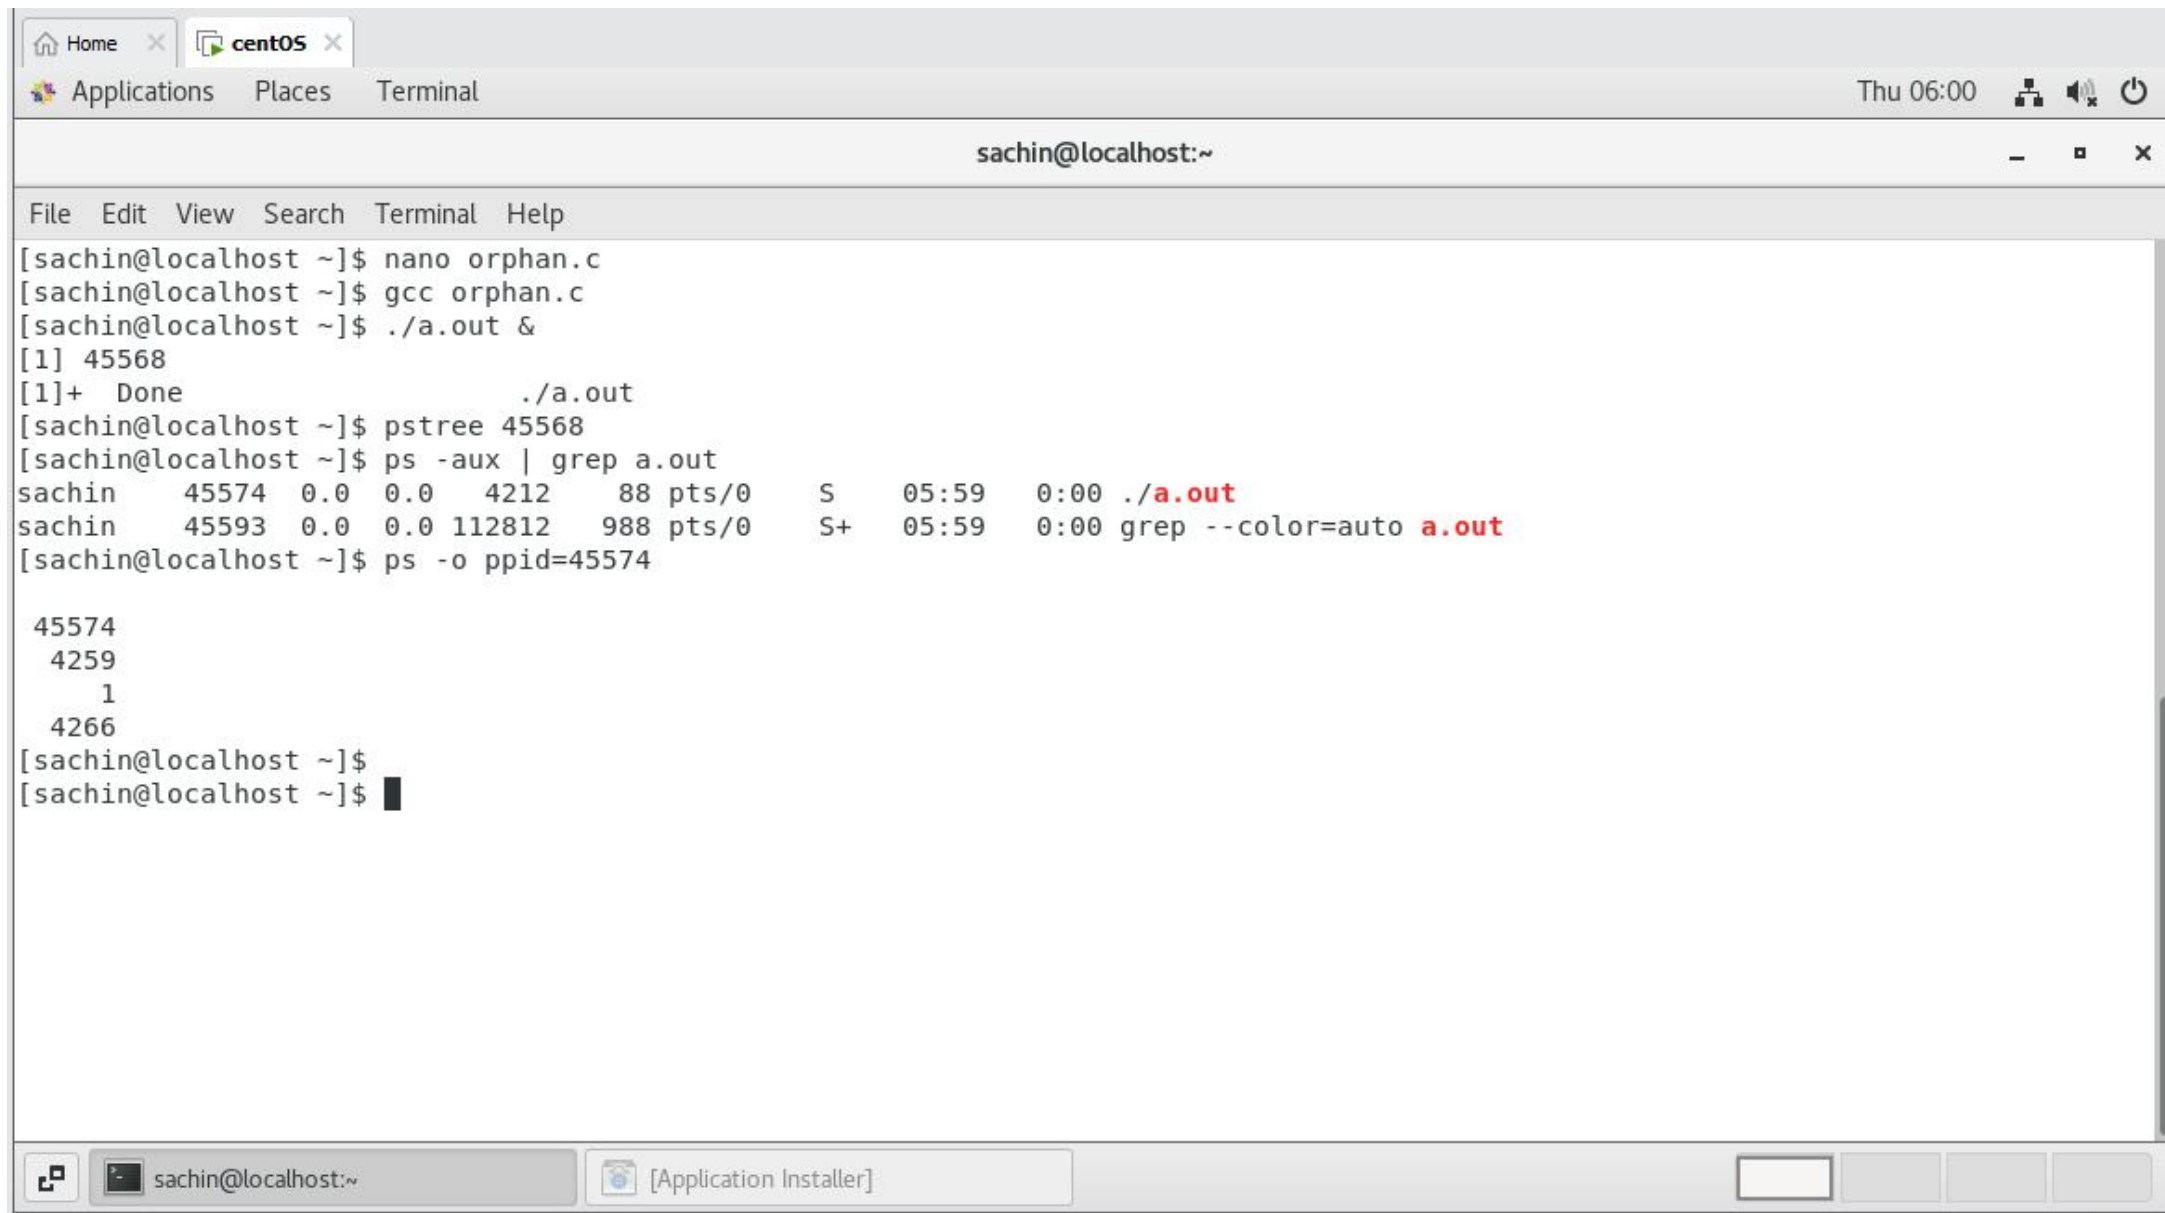 Home centOS
Applications Places Terminal Thu 06:00
sachin@localhost:~
File Edit View Search Terminal Help
[sachin@localhost ~]$ nano orphan.c
[sachin@localhost ~]$ gcc orphan.c
[sachin@localhost ~]$ ./a.out &
[1] 45568
[1]+  Done                    ./a.out
[sachin@localhost ~]$ pstree 45568
[sachin@localhost ~]$ ps -aux | grep a.out
sachin    45574  0.0  0.0   4212    88 pts/0    S    05:59   0:00 ./a.out
sachin    45593  0.0  0.0 112812   988 pts/0    S+   05:59   0:00 grep --color=auto a.out
[sachin@localhost ~]$ ps -o ppid=45574
45574
4259
1
4266
[sachin@localhost ~]$
[sachin@localhost ~]$
sachin@localhost:~ [Application Installer]